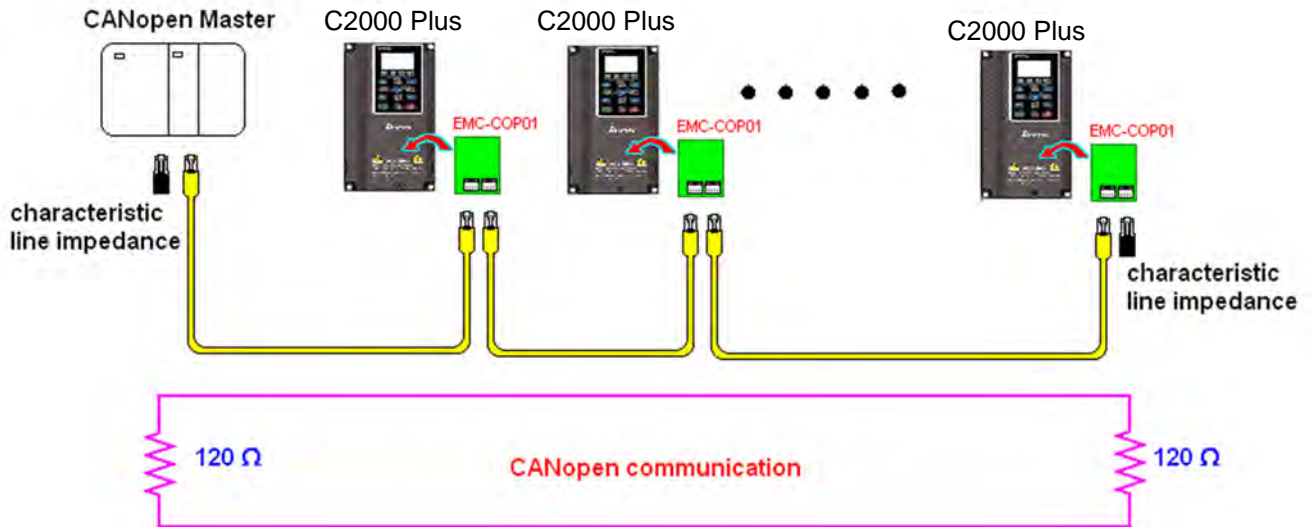 CANopen Master
C2000 Plus
C2000 Plus
C2000 Plus
EMC-COP01
EMC-COP01
EMC-COP01
characteristic
line impedance
characteristic
line impedance
120 Ω
CANopen communication
120 Ω